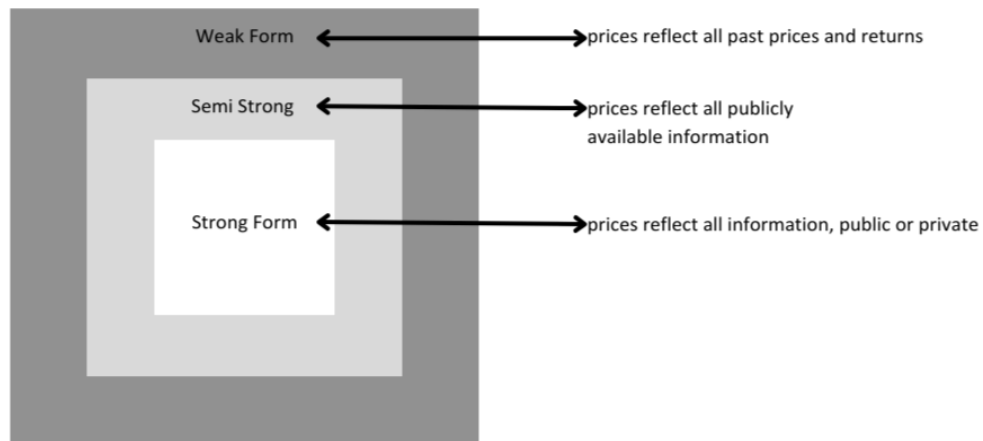 Weak Form
prices reflect all past prices and returns
Semi Strong
prices reflect all publicly
available information
Strong Form
prices reflect all information, public or private